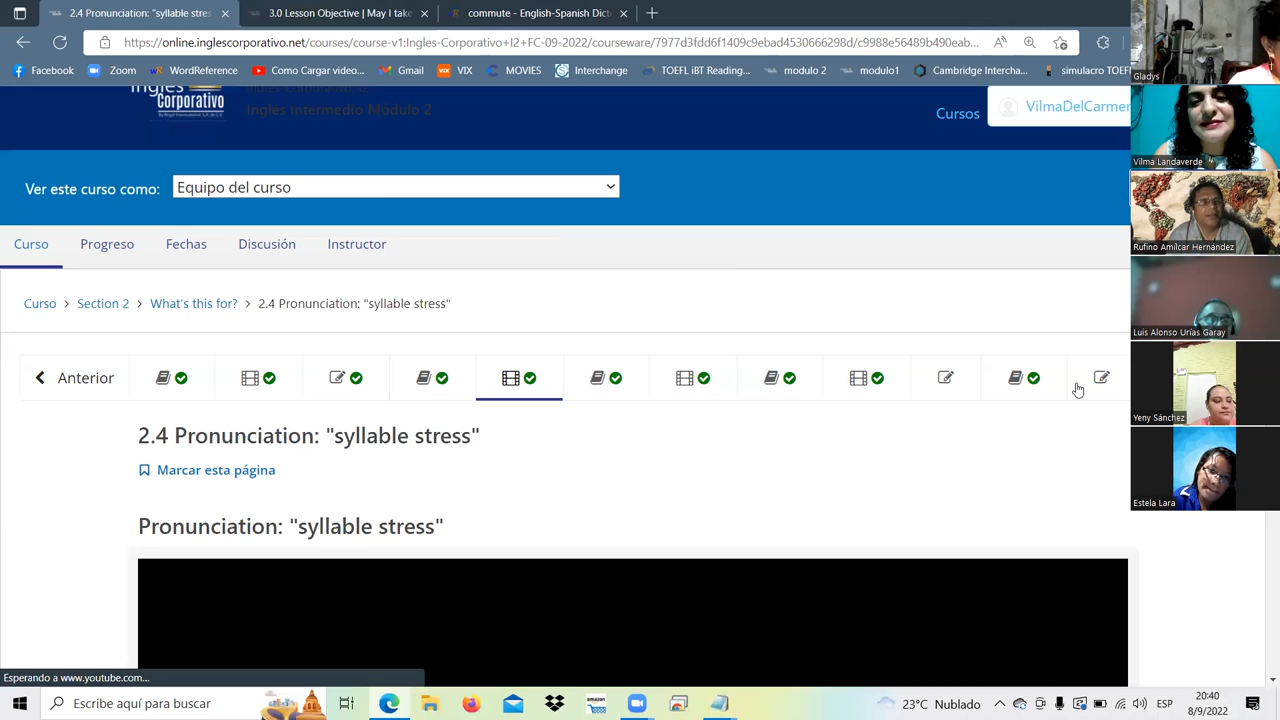 2.4 Pronunciation: "syllable stress"
3.0 Lesson Objective | May I take
commute - English-Spanish Dict
https://online.inglescorporativo.net/courses/course-v1:Ingles-Corporativo+I2+FC-09-2022/courseware/7977d3fdd6f1409c9ebad4530666298d/c9988e56489b490eab...
Facebook
Zoom
WordReference
Como Cargar video...
Gmail
VIX
MOVIES
Interchange
TOEFL iBT Reading...
modulo 2
modulo1
Cambridge Intercha...
simulacro TOEFL
Corporativo
Inglés intermedio Módulo 2
Cursos
VilmaDelCarmen
Ver este curso como:
Equipo del curso
Curso
Progreso
Fechas
Discusión
Instructor
Curso > Section 2 > What's this for? > 2.4 Pronunciation: "syllable stress"
Anterior
2.4 Pronunciation: "syllable stress"
Marcar esta página
Pronunciation: "syllable stress"
Gladys
Vilma Landaverde
Rufino Amílcar Hernández
Luis Alonso Urías Garay
Yeny Sánchez
Estela Lara
Esperando a www.youtube.com...
Escribe aquí para buscar
amazon
23°C Nublado
ESP
20:40
8/9/2022